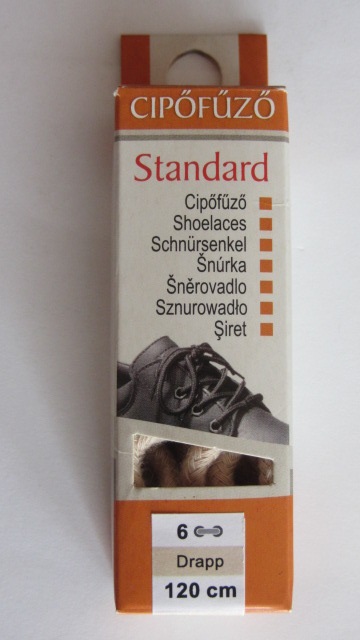 CIPŐFŰZŐ
Standard
Cipőfűző
Shoelaces
Schnürsenkel
Šnúrka
Šněrovadlo
Sznurowadło
Şiret
6
Drapp
120 cm